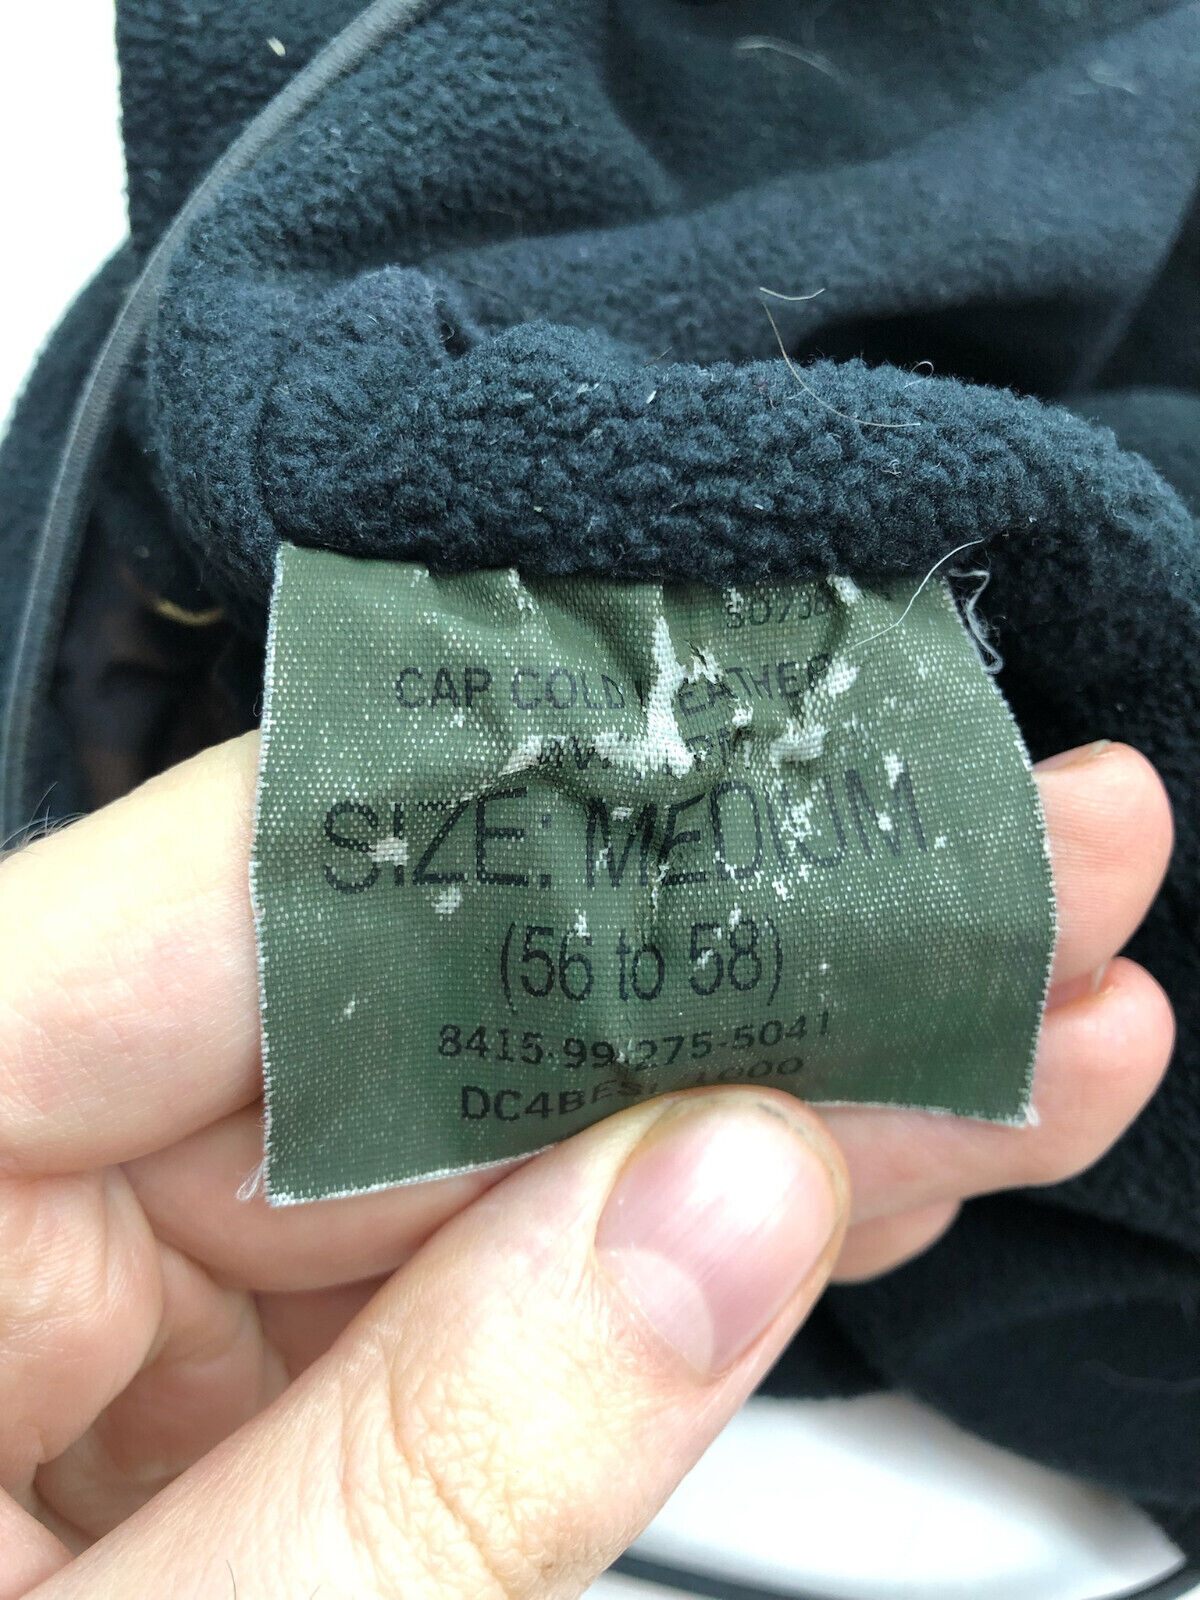 CAP COLD WEATHER
SIZE: MEDIUM
(56 to 58)
8415-99-275-5041